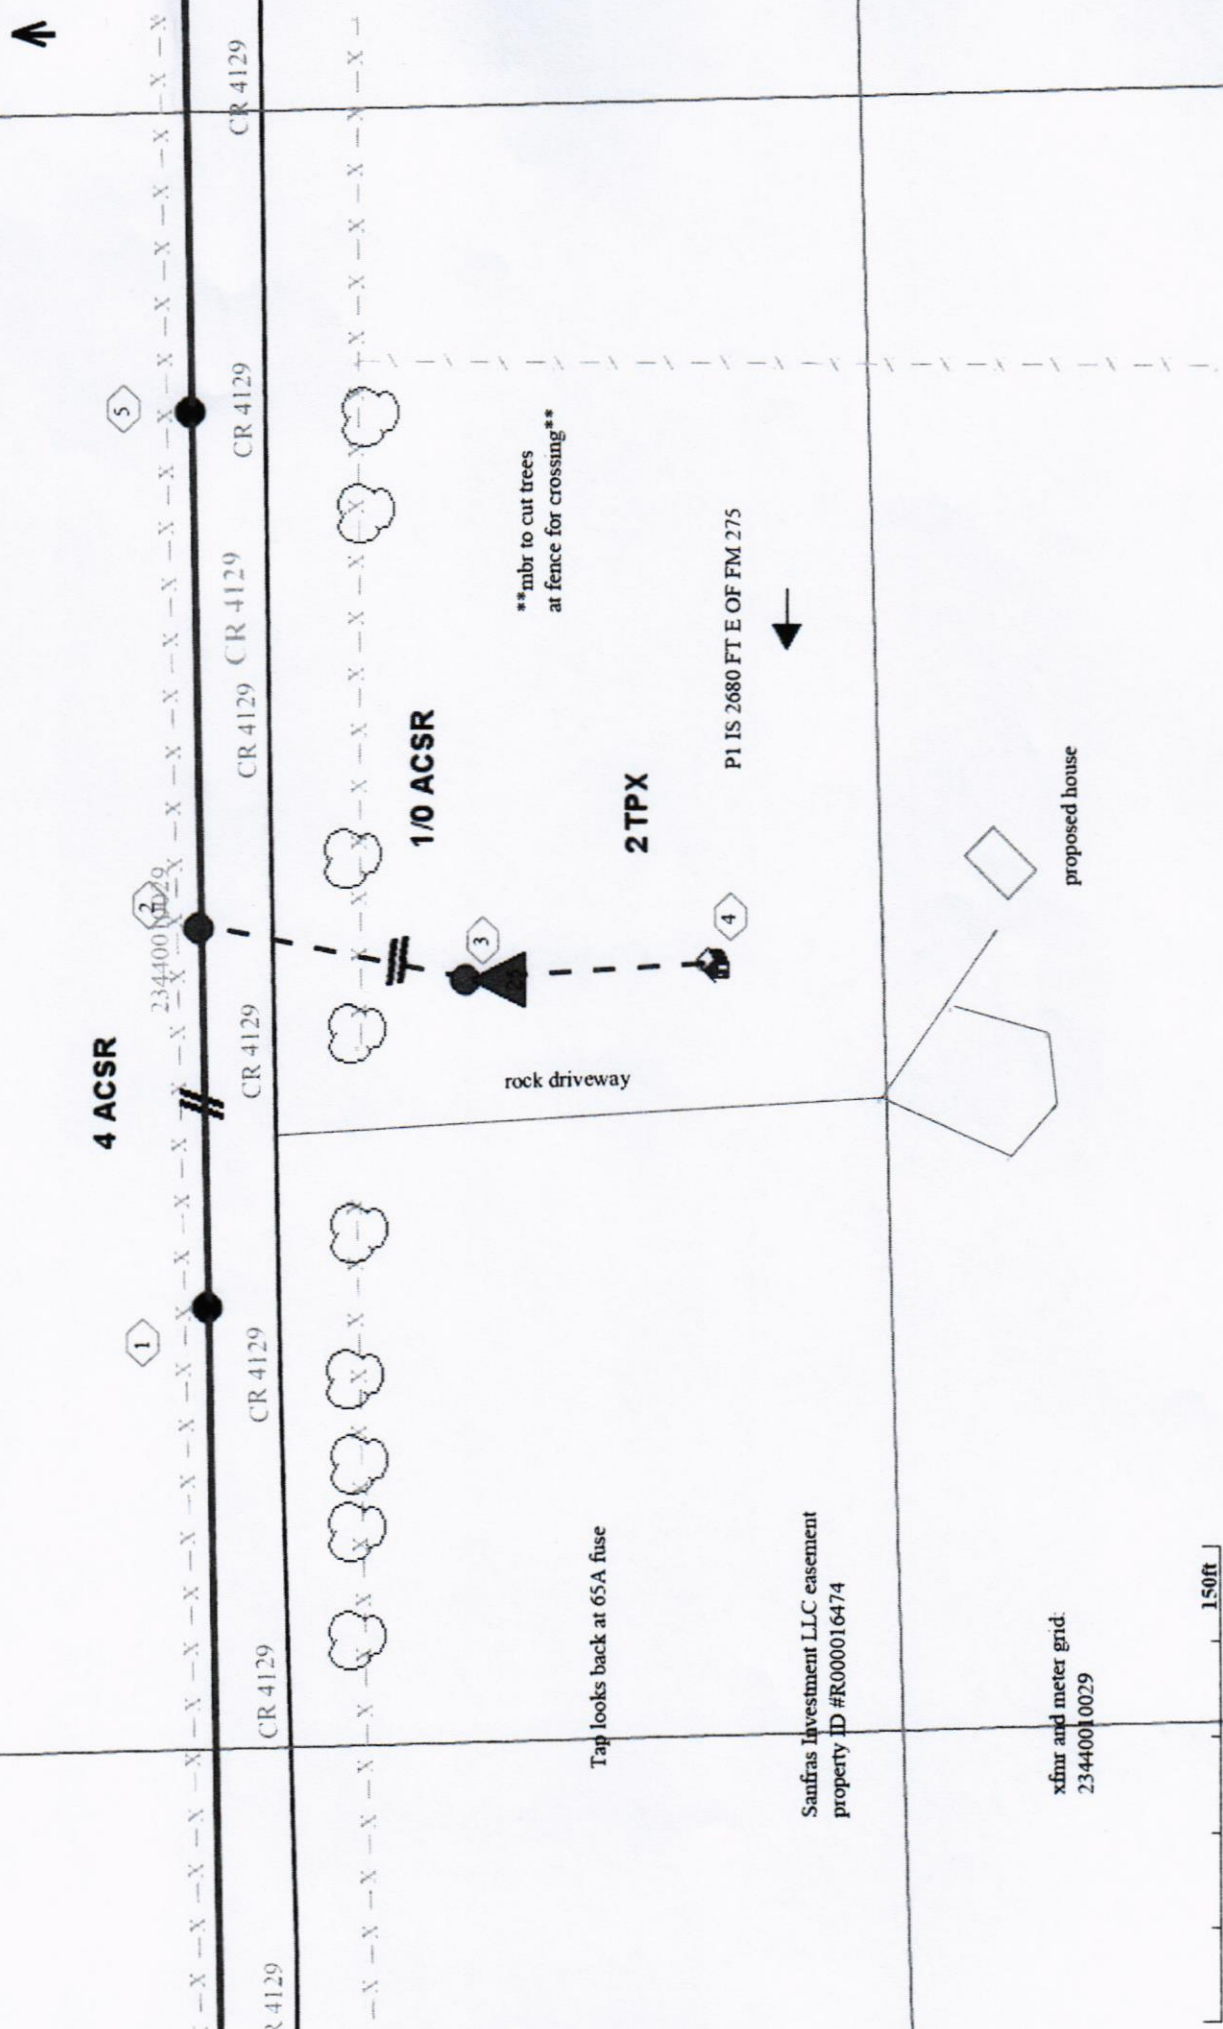 4 ACSR
1
2
5
23440010029
CR 4129
CR 4129
CR 4129
CR 4129
CR 4129
CR 4129
CR 4129
R 4129
1/0 ACSR
3
25
rock driveway
**mbr to cut trees
at fence for crossing**
Tap looks back at 65A fuse
2 TPX
4
P1 IS 2680 FT E OF FM 275
Sanfras Investment LLC easement
property ID #R000016474
proposed house
xfmr and meter grid:
23440010029
150ft